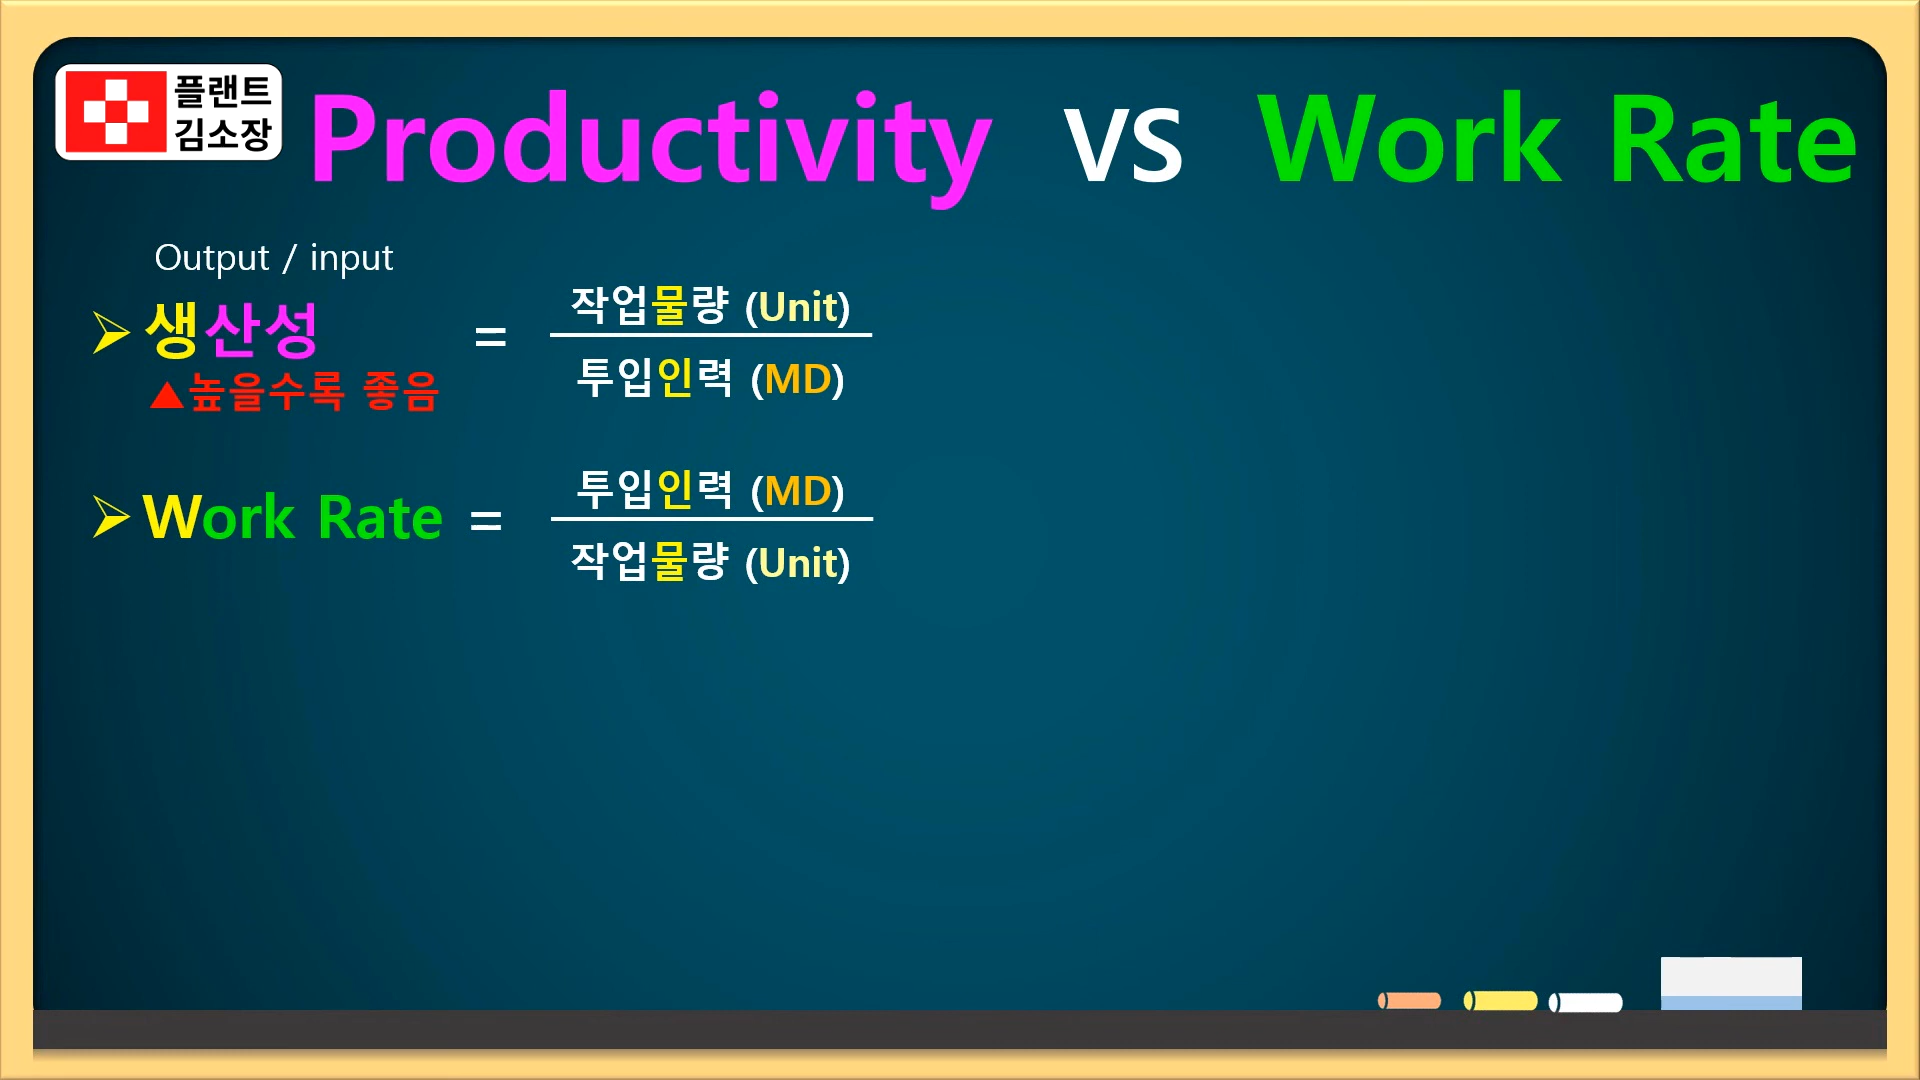 플랜트
김소장
Productivity VS Work Rate
Output / input
➢ 생산성 = 작업물량 (Unit)
투입인력 (MD)
▲높을수록 좋음
➢ Work Rate = 투입인력 (MD)
작업물량 (Unit)